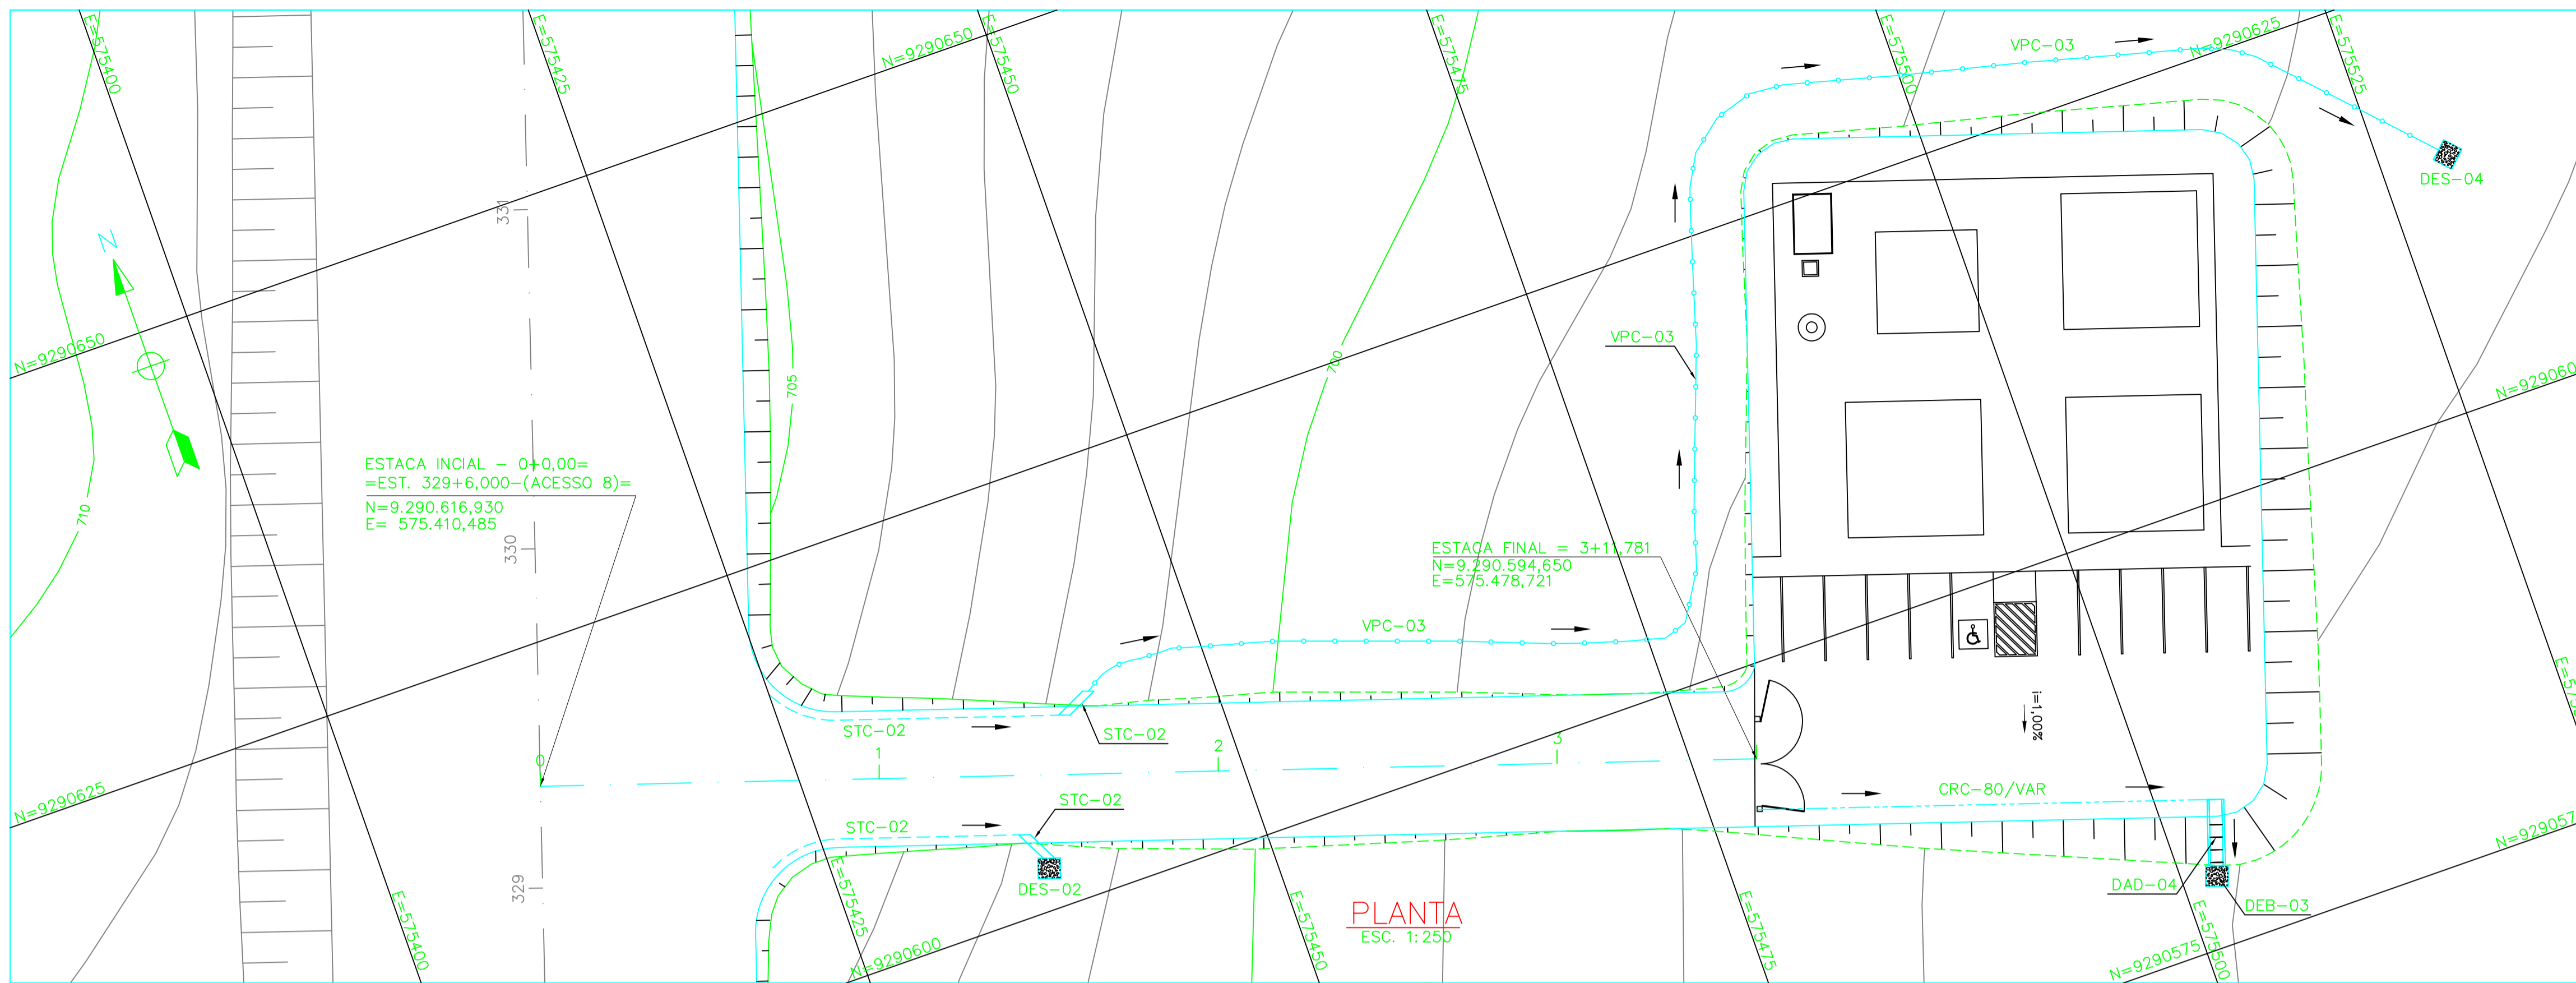 E=575400
E=575425
N=9290650
E=575450
E=575475
E=575500
VPC-03
N=9290625
E=575525
DES-04
331
N
N=9290650
705
700
VPC-03
N=929060
ESTACA INCIAL - 0+0,00=
=EST. 329+6,000-(ACESSO 8)=
N=9.290.616,930
E= 575.410,485
710
330
ESTACA FINAL = 3+11,781
N=9.290.594,650
E=575.478,721
VPC-03
i=1,00%
STC-02
STC-02
0
1
2
3
N=9290625
STC-02
STC-02
CRC-80/VAR
N=929057
329
DES-02
DAD-04
DEB-03
E=575400
E=575425
N=9290600
E=575450
PLANTA
ESC. 1:250
E=575475
N=9290575
E=575500